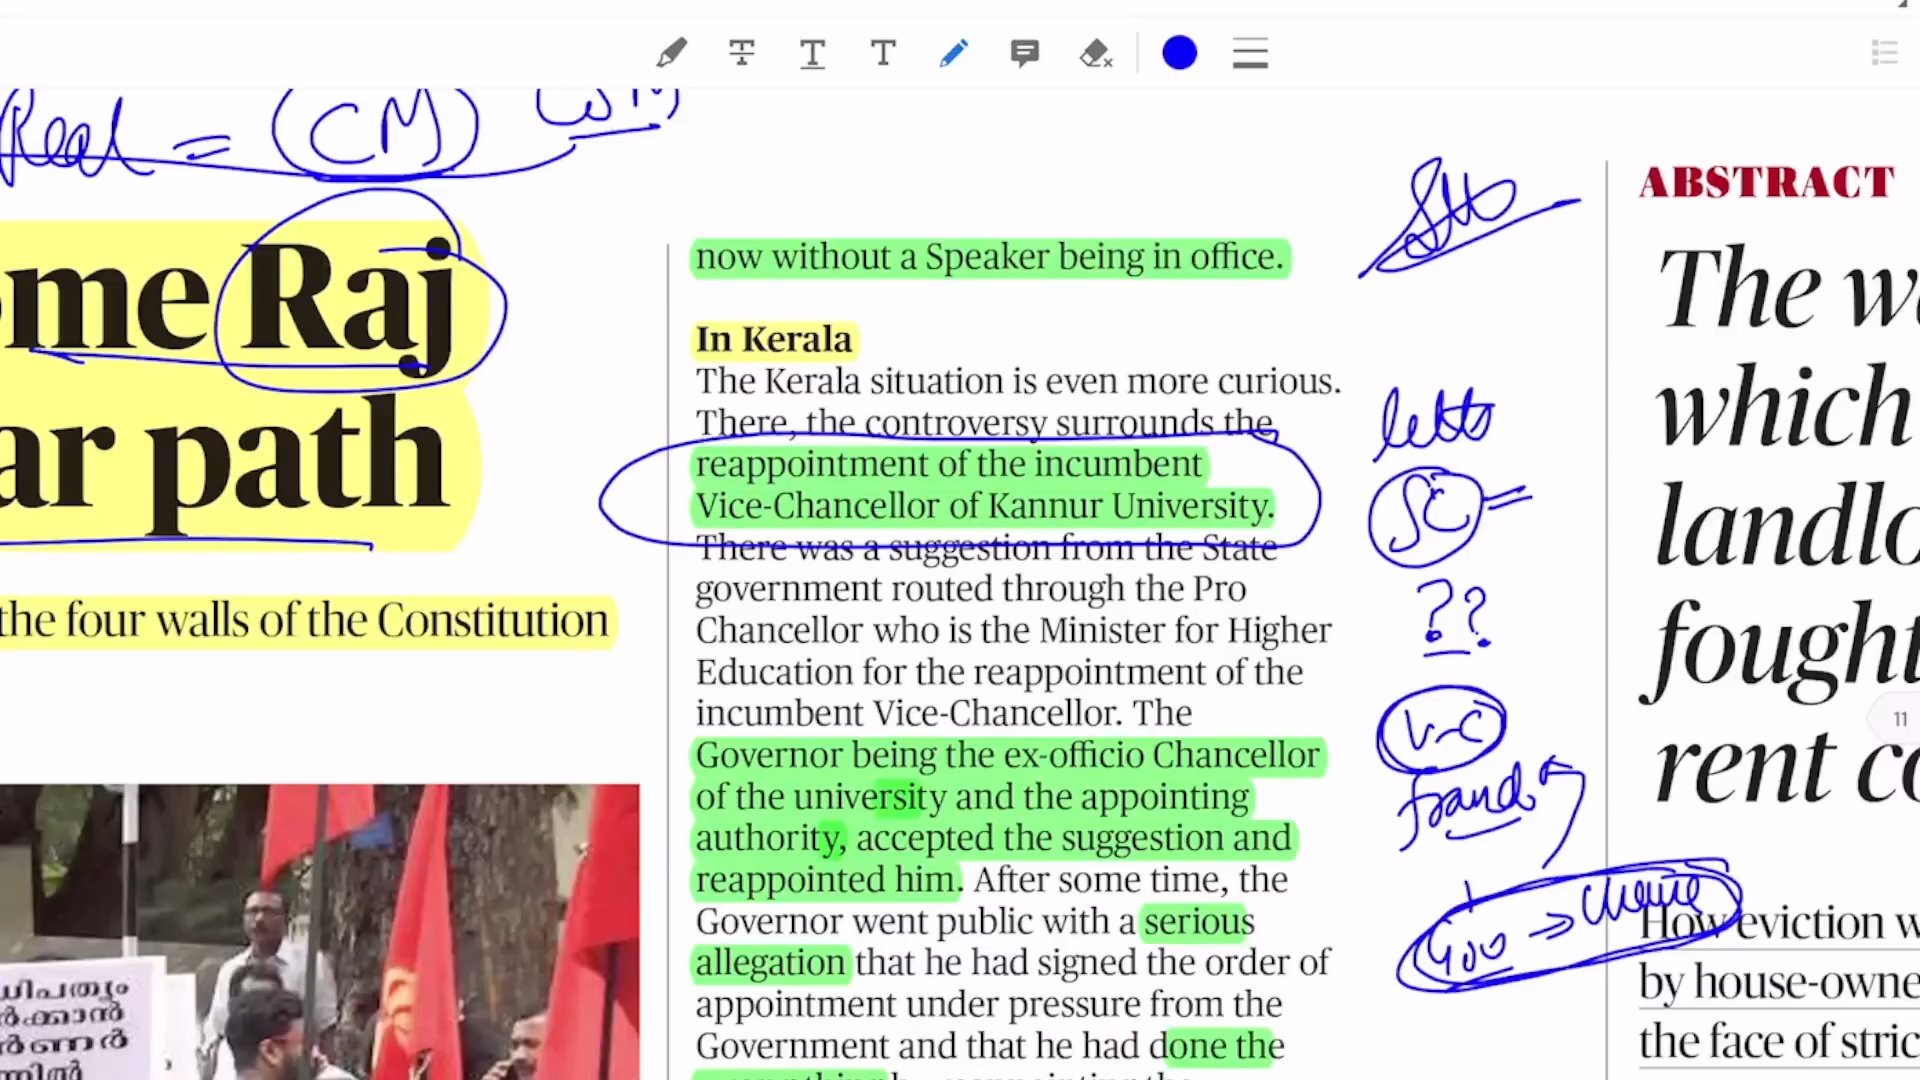 Real = (CM)
ome Raj
ar path
the four walls of the Constitution
ിപത്യം
ർക്കാൻ
now without a Speaker being in office.
In Kerala
The Kerala situation is even more curious.
There, the controversy surrounds the
reappointment of the incumbent
Vice-Chancellor of Kannur University.
There was a suggestion from the State
government routed through the Pro
Chancellor who is the Minister for Higher
Education for the reappointment of the
incumbent Vice-Chancellor. The
Governor being the ex-officio Chancellor
of the university and the appointing
authority, accepted the suggestion and
reappointed him. After some time, the
Governor went public with a serious
allegation that he had signed the order of
appointment under pressure from the
Government and that he had done the
SC =
??
V-C
fraud
ABSTRACT
The w
which
landlo
fought
rent co
11
How eviction w
by house-owne
the face of stric